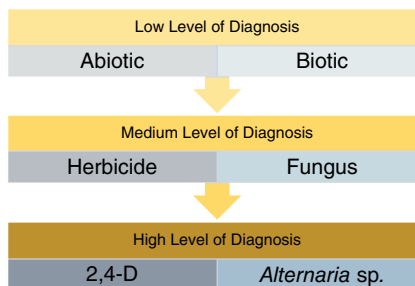 Low Level of Diagnosis
Abiotic Biotic
Medium Level of Diagnosis
Herbicide Fungus
High Level of Diagnosis
2,4-D Alternaria sp.